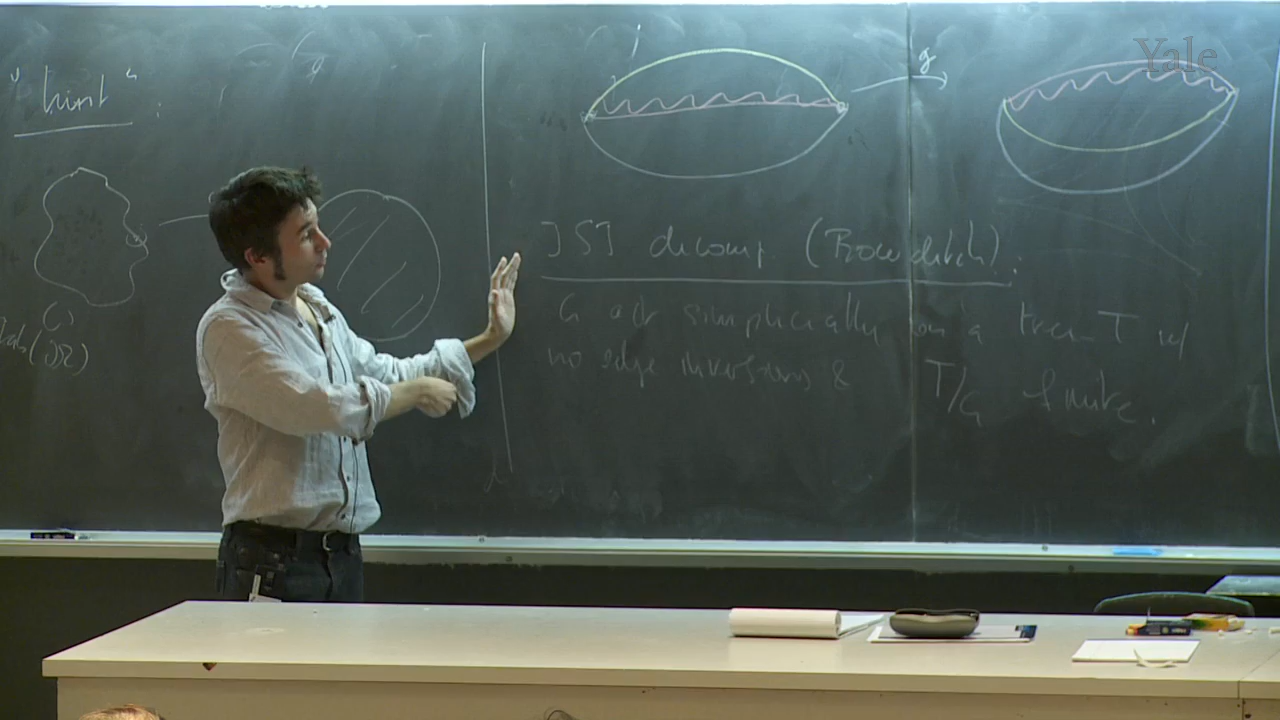 "hint" :
g
Yale
JSJ decomp. (Bowditch):
G acts simplicially on a tree T w/
no edge inversions & T/G finite.